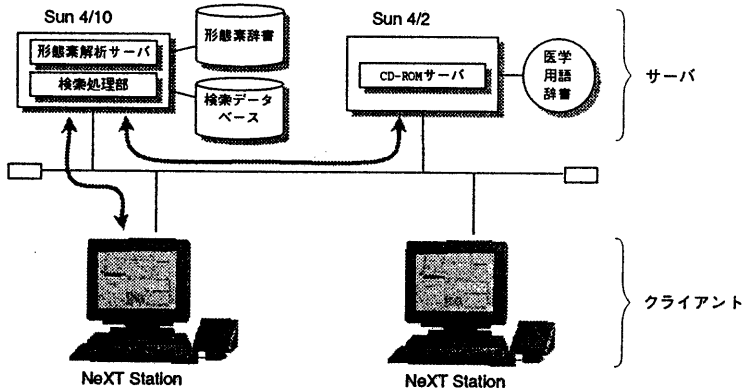 Sun 4/10
形態素解析サーバ
検索処理部
形態素辞書
検索データ
ベース
Sun 4/2
CD-ROMサーバ
医学
用語
辞書
サーバ
クライアント
NeXT Station
NeXT Station